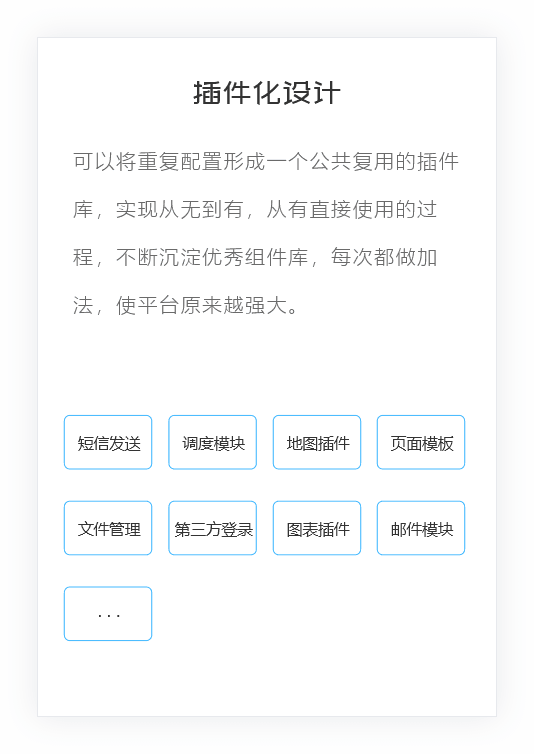 插件化设计
可以将重复配置形成一个公共复用的插件
库，实现从无到有，从有直接使用的过
程，不断沉淀优秀组件库，每次都做加
法，使平台原来越强大。
短信发送 调度模块 地图插件 页面模板
文件管理 第三方登录 图表插件 邮件模块
...